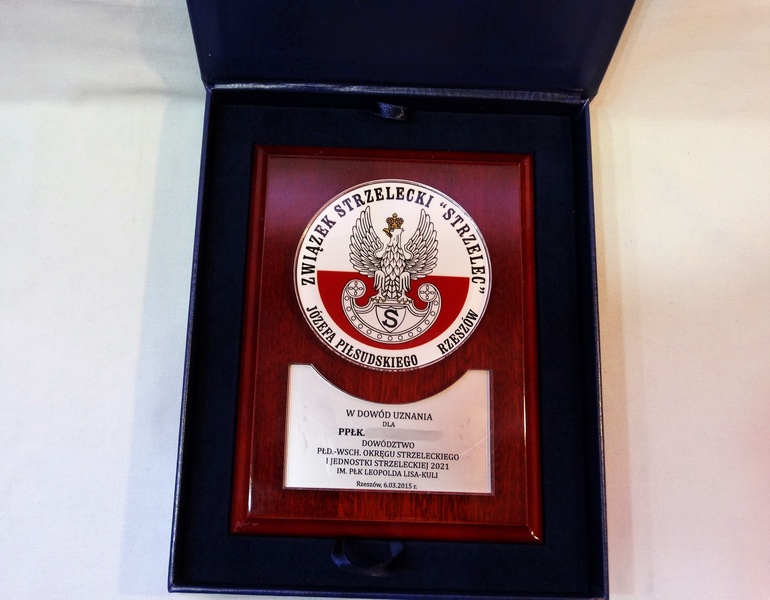 ZWIĄZEK STRZELECKI "STRZELEC"
JÓZEFA PIŁSUDSKIEGO RZESZÓW
S
W DOWÓD UZNANIA
DLA
PPŁK.
DOWÓDZTWO
PŁD.-WSCH. OKRĘGU STRZELECKIEGO
I JEDNOSTKI STRZELECKIEJ 2021
IM. PŁK LEOPOLDA LISA-KULI
Rzeszów, 6.03.2015 r.